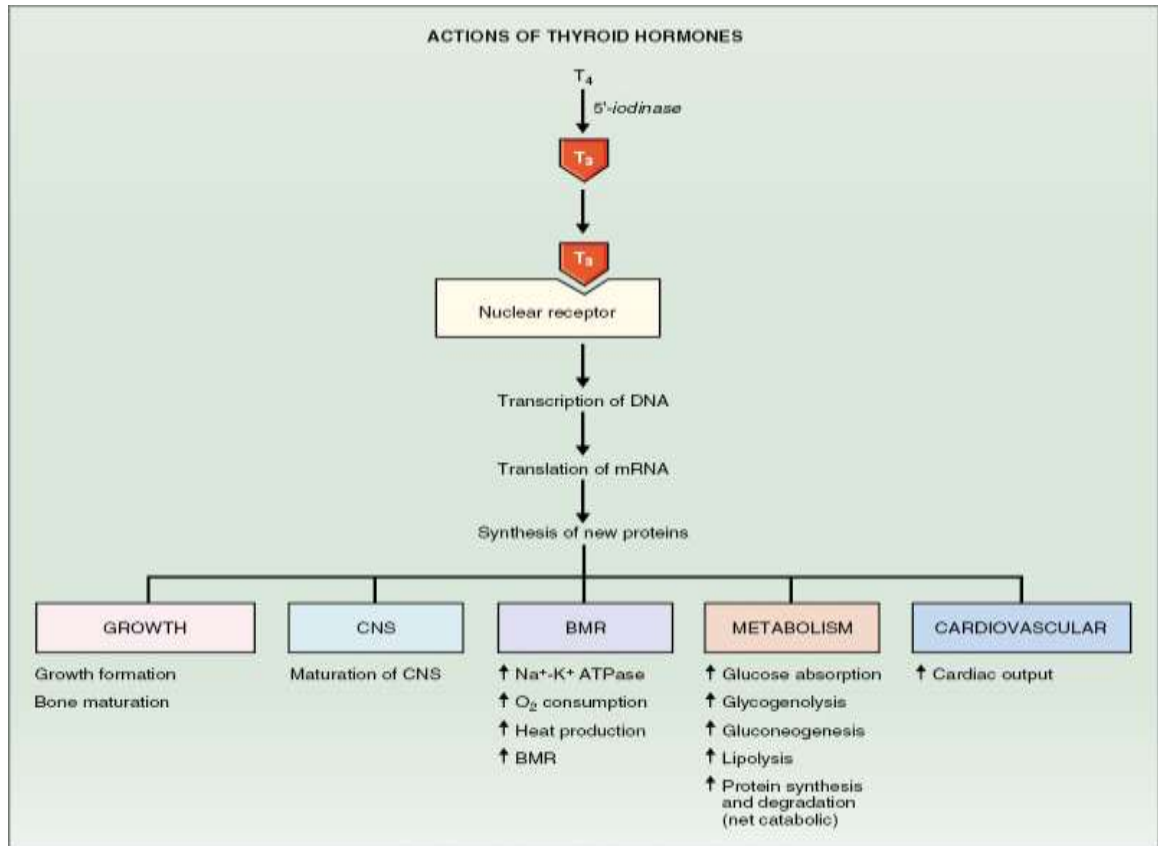 ACTIONS OF THYROID HORMONES
T₄
5'-iodinase
T₃
T₃
Nuclear receptor
Transcription of DNA
Translation of mRNA
Synthesis of new proteins
GROWTH
Growth formation
Bone maturation
CNS
Maturation of CNS
BMR
↑ Na⁺-K⁺ ATPase
↑ O₂ consumption
↑ Heat production
↑ BMR
METABOLISM
↑ Glucose absorption
↑ Glycogenolysis
↑ Gluconeogenesis
↑ Lipolysis
↑ Protein synthesis
and degradation
(net catabolic)
CARDIOVASCULAR
↑ Cardiac output